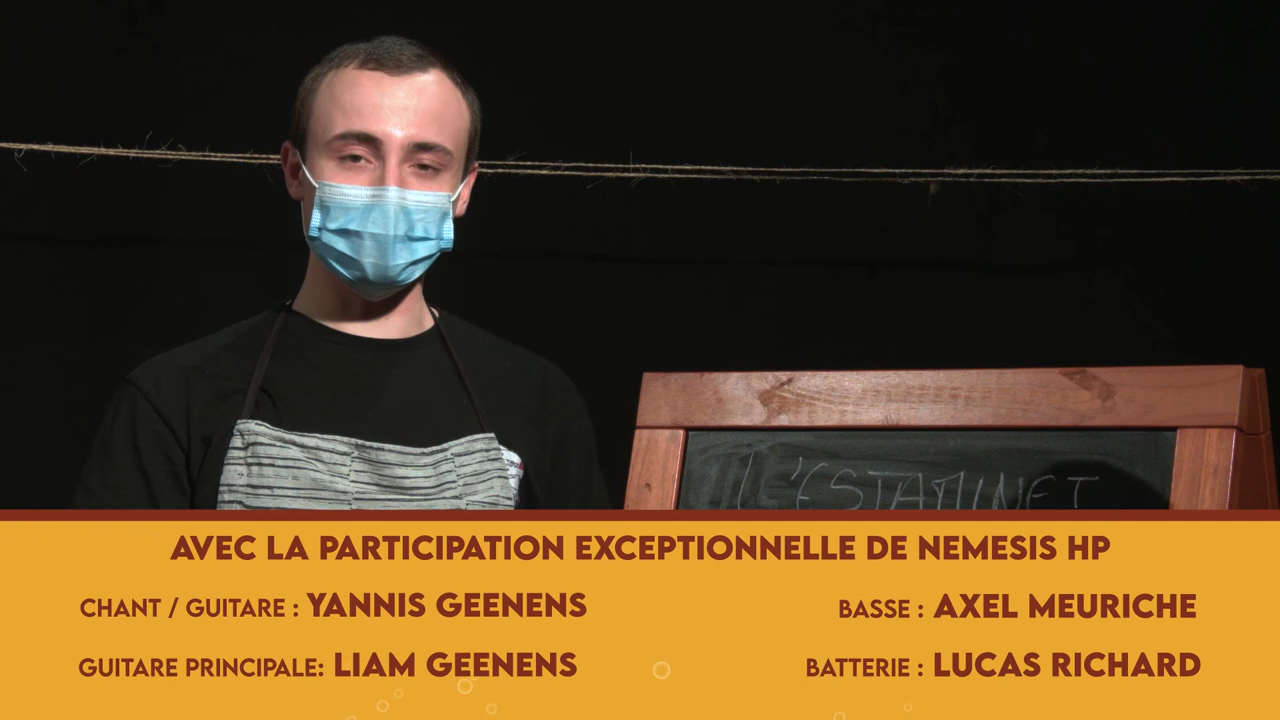 L'ESTAMINET
AVEC LA PARTICIPATION EXCEPTIONNELLE DE NEMESIS HP
CHANT / GUITARE : YANNIS GEENENS
BASSE : AXEL MEURICHE
GUITARE PRINCIPALE: LIAM GEENENS
BATTERIE : LUCAS RICHARD